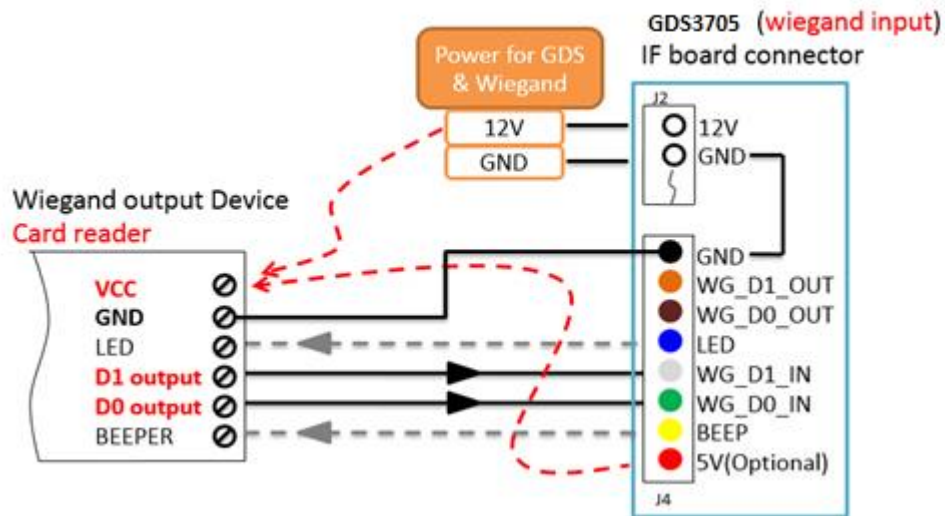 GDS3705 (wiegand input)
IF board connector
Power for GDS
& Wiegand
12V
GND
J2
12V
GND
Wiegand output Device
Card reader
VCC
GND
LED
D1 output
D0 output
BEEPER
GND
WG_D1_OUT
WG_D0_OUT
LED
WG_D1_IN
WG_D0_IN
BEEP
5V(Optional)
J4